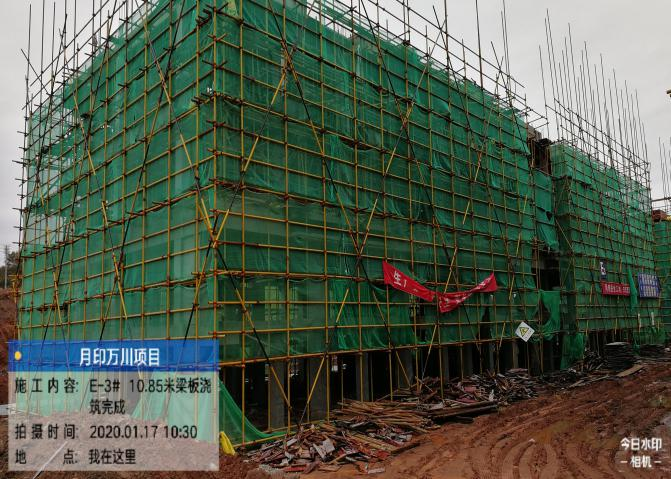 生
月印万川项目
施工内容: E-3# 10.85米梁板浇
筑完成
拍摄时间: 2020.01.17 10:30
地 点: 我在这里
今日水印
- 相机 -